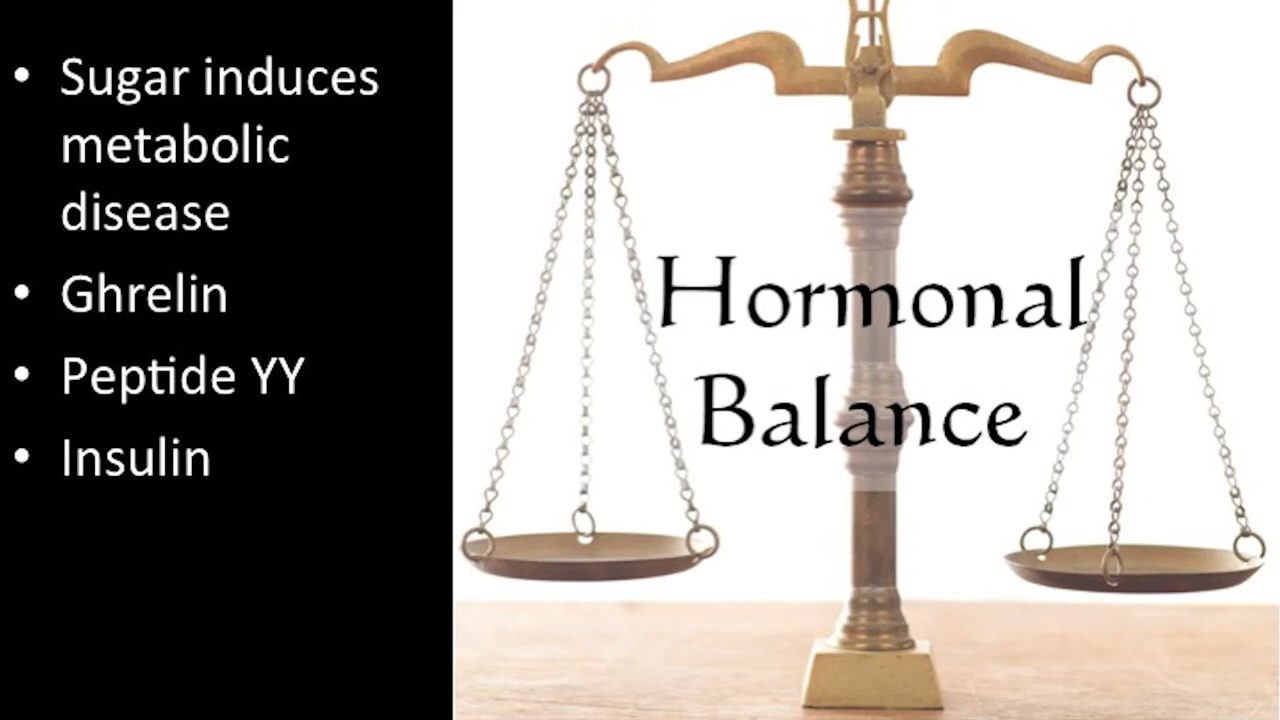 • Sugar induces
metabolic
disease
• Ghrelin
• Peptide YY
• Insulin
Hormonal
Balance